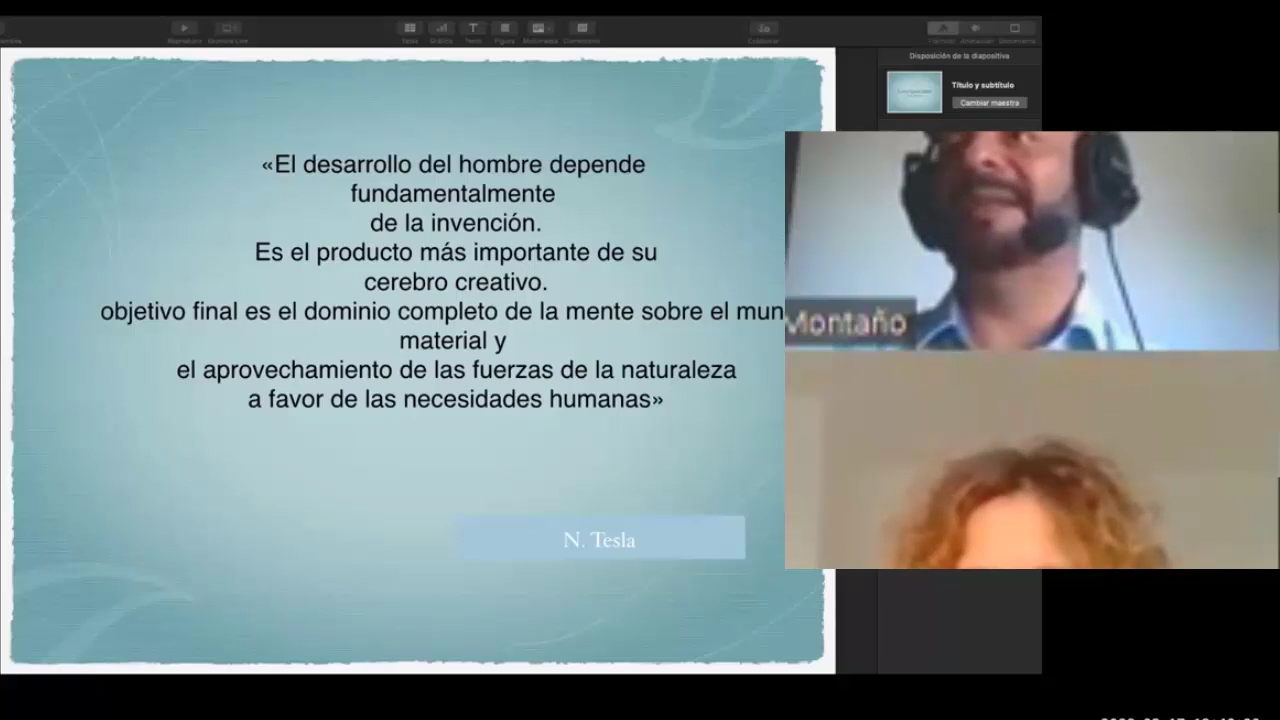 Disposición de la diapositiva
Título y subtítulo
Cambiar maestra
«El desarrollo del hombre depende
fundamentalmente
de la invención.
Es el producto más importante de su
cerebro creativo.
objetivo final es el dominio completo de la mente sobre el mun
material y
el aprovechamiento de las fuerzas de la naturaleza
a favor de las necesidades humanas»
N. Tesla
Montaño